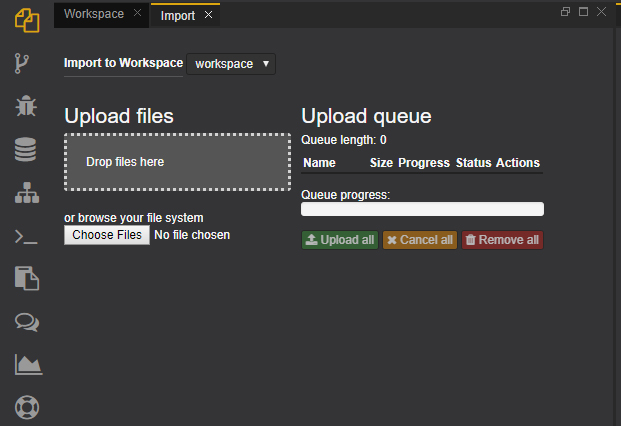 Workspace
Import
Import to Workspace workspace
Upload files
Drop files here
or browse your file system
Choose Files No file chosen
Upload queue
Queue length: 0
Name Size Progress Status Actions
Queue progress:
Upload all Cancel all Remove all